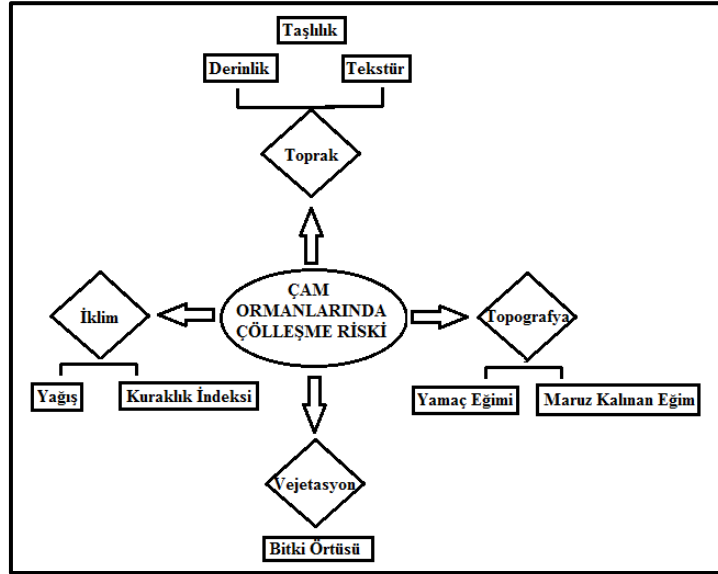 Taşlılık
Derinlik
Tekstür
Toprak
ÇAM
ORMANLARINDA
ÇÖLLEŞME RİSKİ
İklim
Topografya
Yağış
Kuraklık İndeksi
Yamaç Eğimi
Maruz Kalınan Eğim
Vejetasyon
Bitki Örtüsü